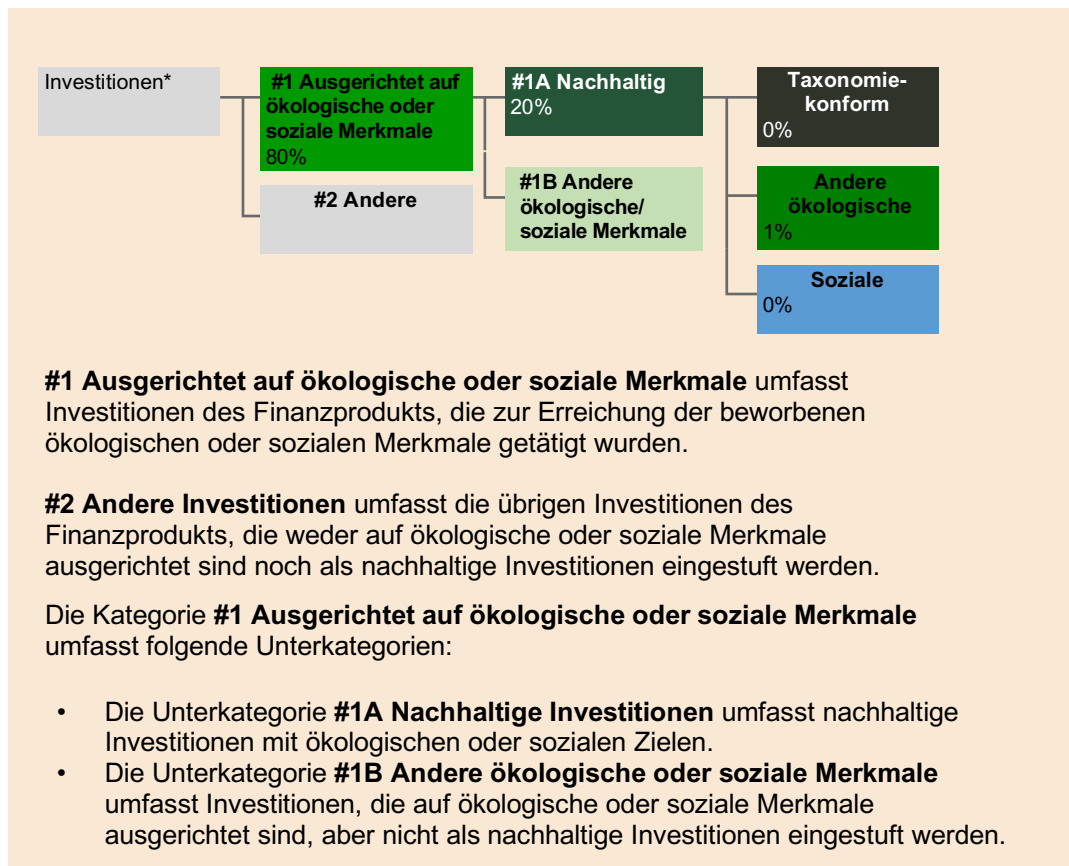 Investitionen*
#1 Ausgerichtet auf
ökologische oder
soziale Merkmale
80%
#2 Andere
#1A Nachhaltig
20%
#1B Andere
ökologische/
soziale Merkmale
Taxonomie-
konform
0%
Andere
ökologische
1%
Soziale
0%
#1 Ausgerichtet auf ökologische oder soziale Merkmale umfasst
Investitionen des Finanzprodukts, die zur Erreichung der beworbenen
ökologischen oder sozialen Merkmale getätigt wurden.
#2 Andere Investitionen umfasst die übrigen Investitionen des
Finanzprodukts, die weder auf ökologische oder soziale Merkmale
ausgerichtet sind noch als nachhaltige Investitionen eingestuft werden.
Die Kategorie #1 Ausgerichtet auf ökologische oder soziale Merkmale
umfasst folgende Unterkategorien:
• Die Unterkategorie #1A Nachhaltige Investitionen umfasst nachhaltige
Investitionen mit ökologischen oder sozialen Zielen.
• Die Unterkategorie #1B Andere ökologische oder soziale Merkmale
umfasst Investitionen, die auf ökologische oder soziale Merkmale
ausgerichtet sind, aber nicht als nachhaltige Investitionen eingestuft werden.